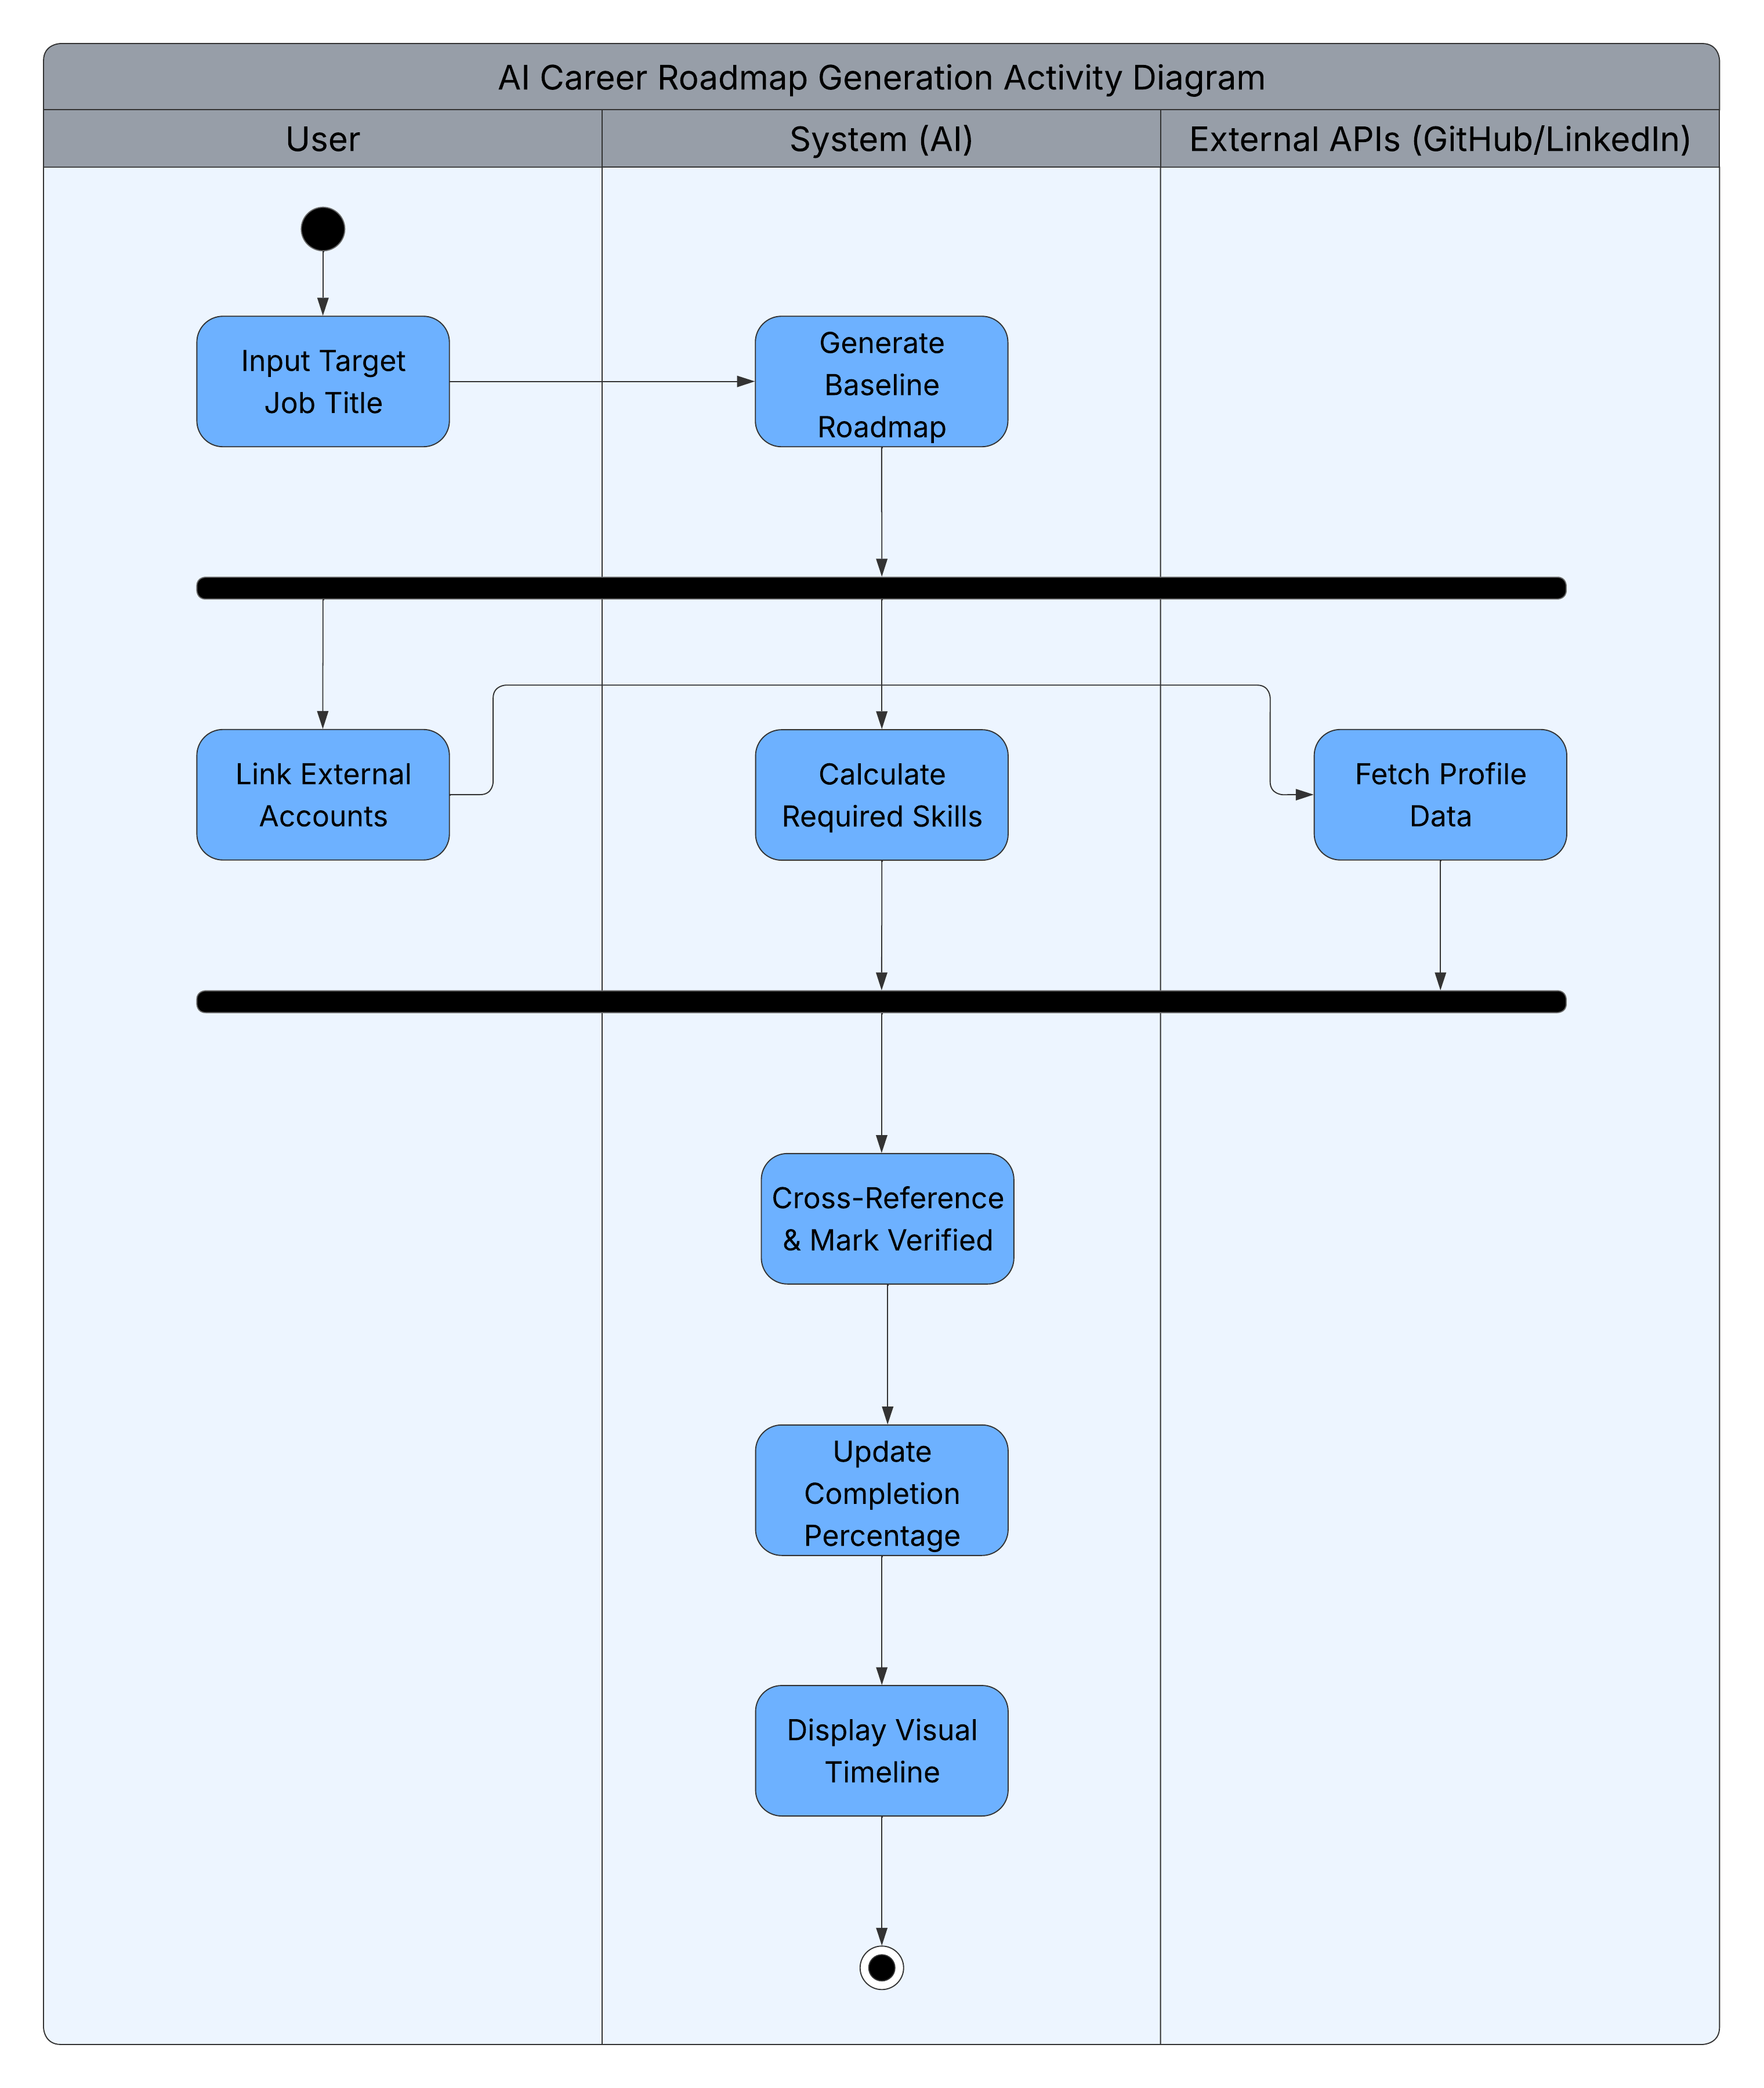 AI Career Roadmap Generation Activity Diagram
User
System (AI)
External APIs (GitHub/LinkedIn)
Input Target
Job Title
Generate
Baseline
Roadmap
Link External
Accounts
Calculate
Required Skills
Fetch Profile
Data
Cross-Reference
& Mark Verified
Update
Completion
Percentage
Display Visual
Timeline